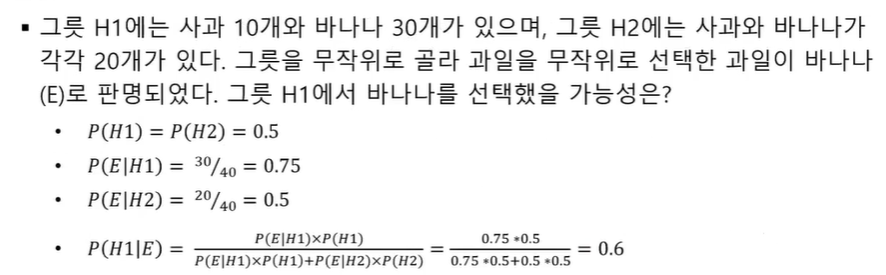 ▪ 그릇 H1에는 사과 10개와 바나나 30개가 있으며, 그릇 H2에는 사과와 바나나가
각각 20개가 있다. 그릇을 무작위로 골라 과일을 무작위로 선택한 과일이 바나나
(E)로 판명되었다. 그릇 H1에서 바나나를 선택했을 가능성은?
• P(H1) = P(H2) = 0.5
• P(E|H1) = 30/40 = 0.75
• P(E|H2) = 20/40 = 0.5
• P(H1|E) = P(E|H1)×P(H1) / P(E|H1)×P(H1)+P(E|H2)×P(H2) = 0.75 *0.5 / 0.75 *0.5+0.5 *0.5 = 0.6